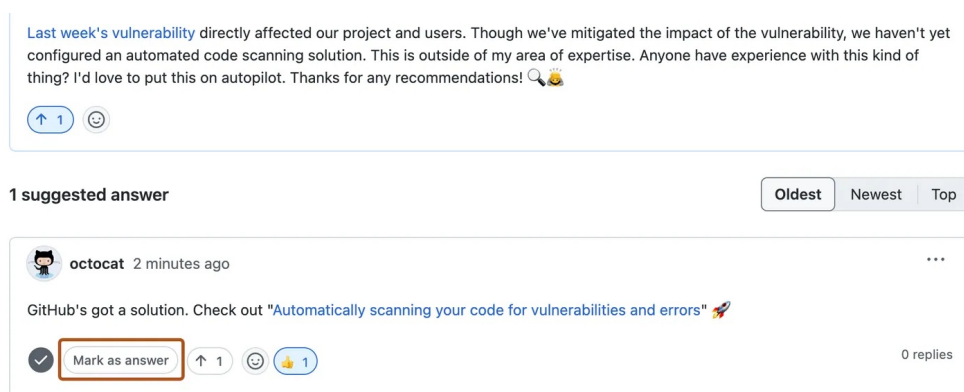 Last week's vulnerability directly affected our project and users. Though we've mitigated the impact of the vulnerability, we haven't yet
configured an automated code scanning solution. This is outside of my area of expertise. Anyone have experience with this kind of
thing? I'd love to put this on autopilot. Thanks for any recommendations! 🔍🙇
↑ 1
1 suggested answer
Oldest Newest Top
octocat 2 minutes ago
GitHub's got a solution. Check out "Automatically scanning your code for vulnerabilities and errors" 🚀
Mark as answer ↑ 1 👍 1 0 replies